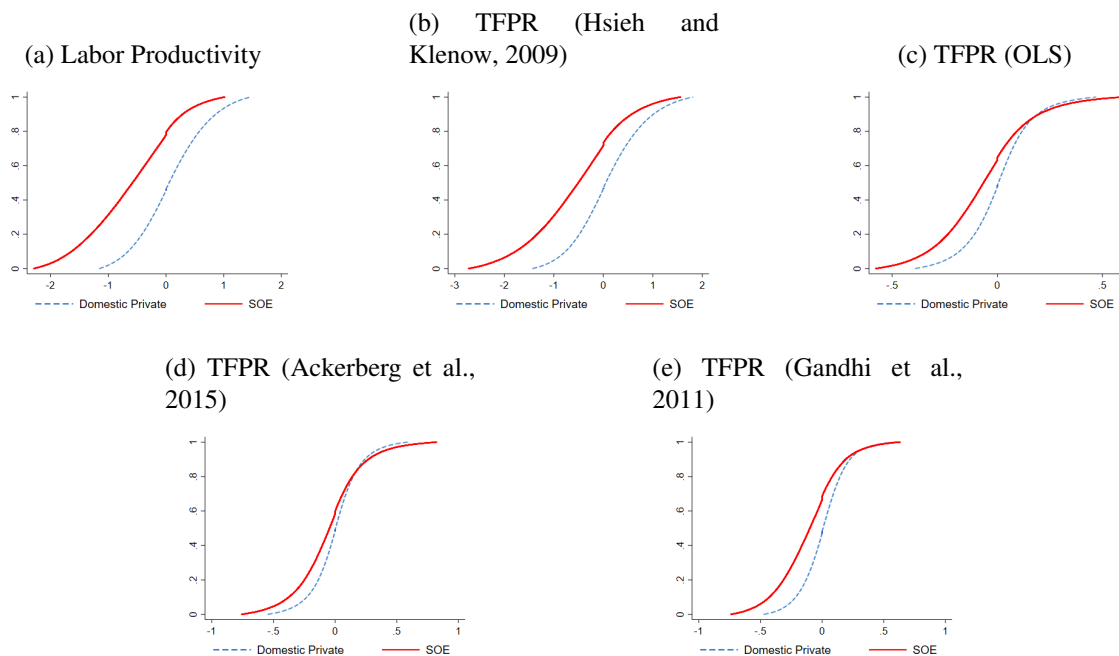 (a) Labor Productivity
(b) TFPR (Hsieh and
Klenow, 2009)
(c) TFPR (OLS)
0 .2 .4 .6 .8 1
-2 -1 0 1 2
Domestic Private SOE
0 .2 .4 .6 .8 1
-3 -2 -1 0 1 2
Domestic Private SOE
0 .2 .4 .6 .8 1
-.5 0 .5
Domestic Private SOE
(d) TFPR (Ackerberg et al.,
2015)
(e) TFPR (Gandhi et al.,
2011)
0 .2 .4 .6 .8 1
-1 -.5 0 .5 1
Domestic Private SOE
0 .2 .4 .6 .8 1
-1 -.5 0 .5 1
Domestic Private SOE